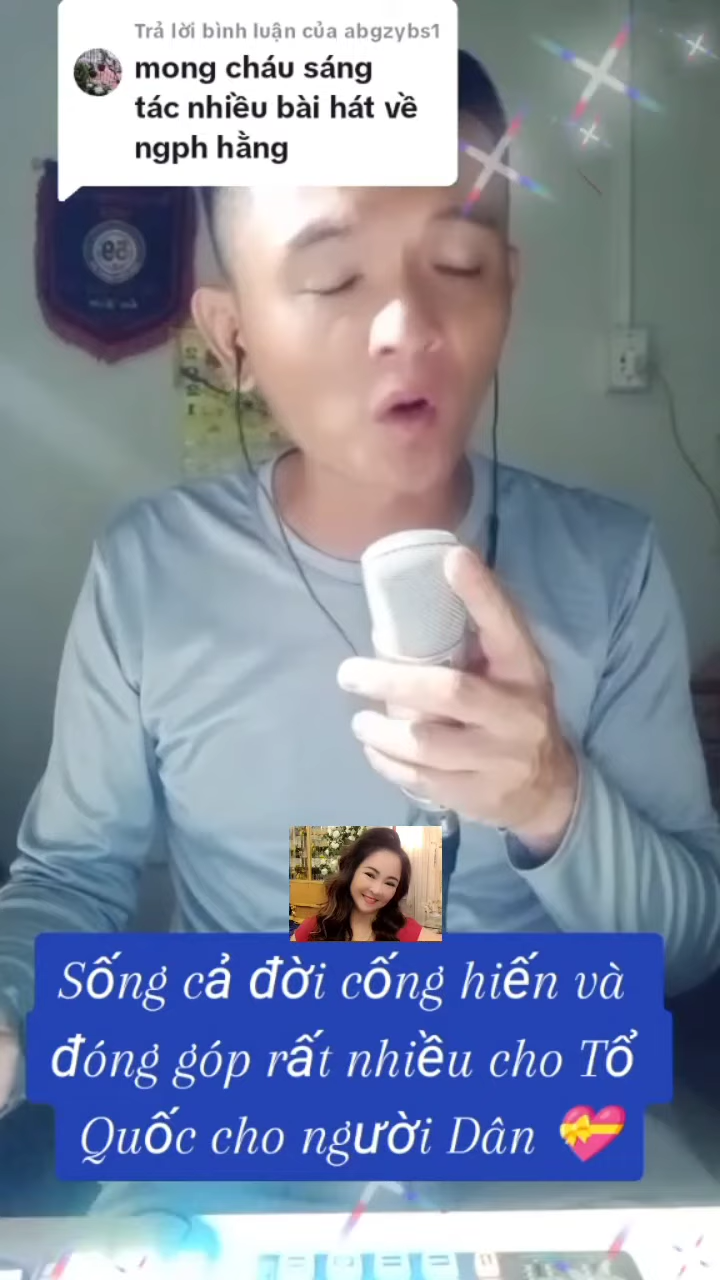 Trả lời bình luận của abgzybs1
mong cháu sáng
tác nhiều bài hát về
ngph hằng
59
Sống cả đời cống hiến và
đóng góp rất nhiều cho Tổ
Quốc cho người Dân 💝